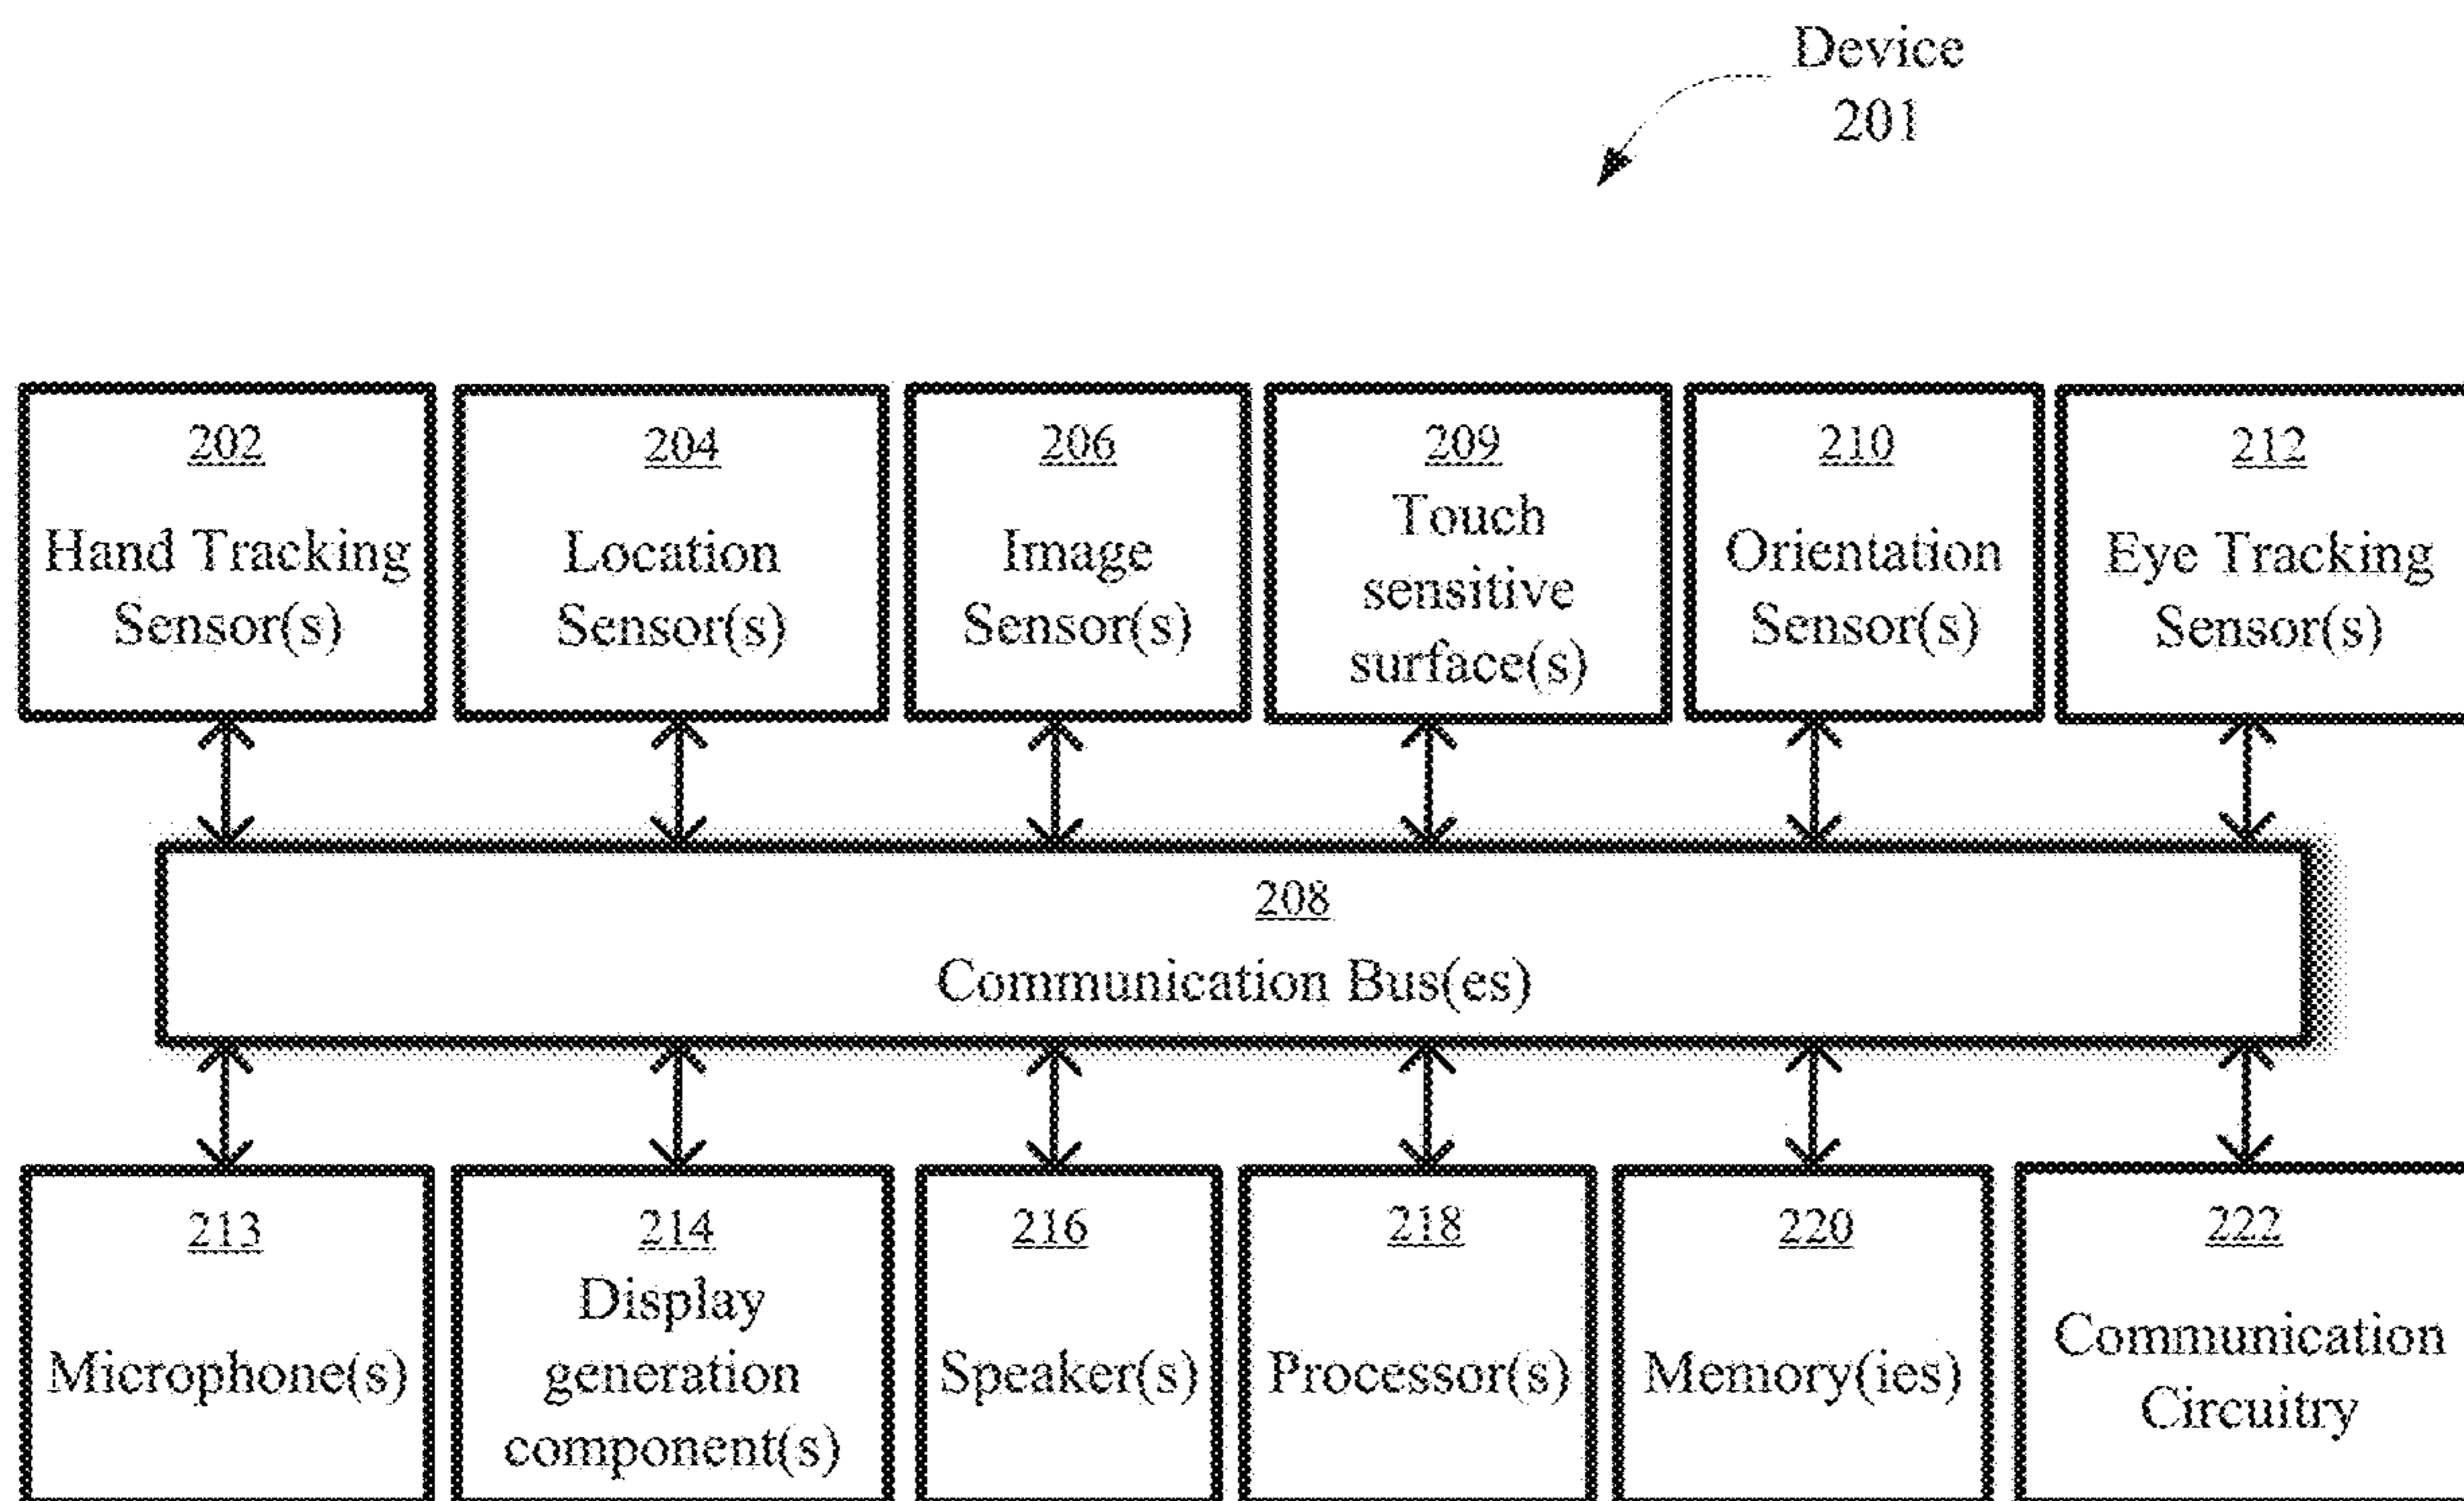 Device
201
202
Hand Tracking
Sensor(s)
204
Location
Sensor(s)
206
Image
Sensor(s)
209
Touch
sensitive
surface(s)
210
Orientation
Sensor(s)
212
Eye Tracking
Sensor(s)
208
Communication Bus(es)
213
Microphone(s)
214
Display
generation
component(s)
216
Speaker(s)
218
Processor(s)
220
Memory(ies)
222
Communication
Circuitry